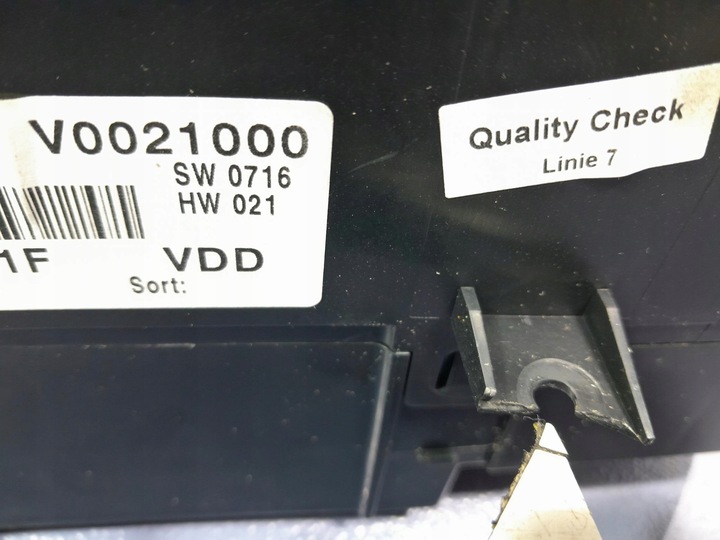 V0021000
SW 0716
HW 021
1F VDD
Sort:
Quality Check
Linie 7